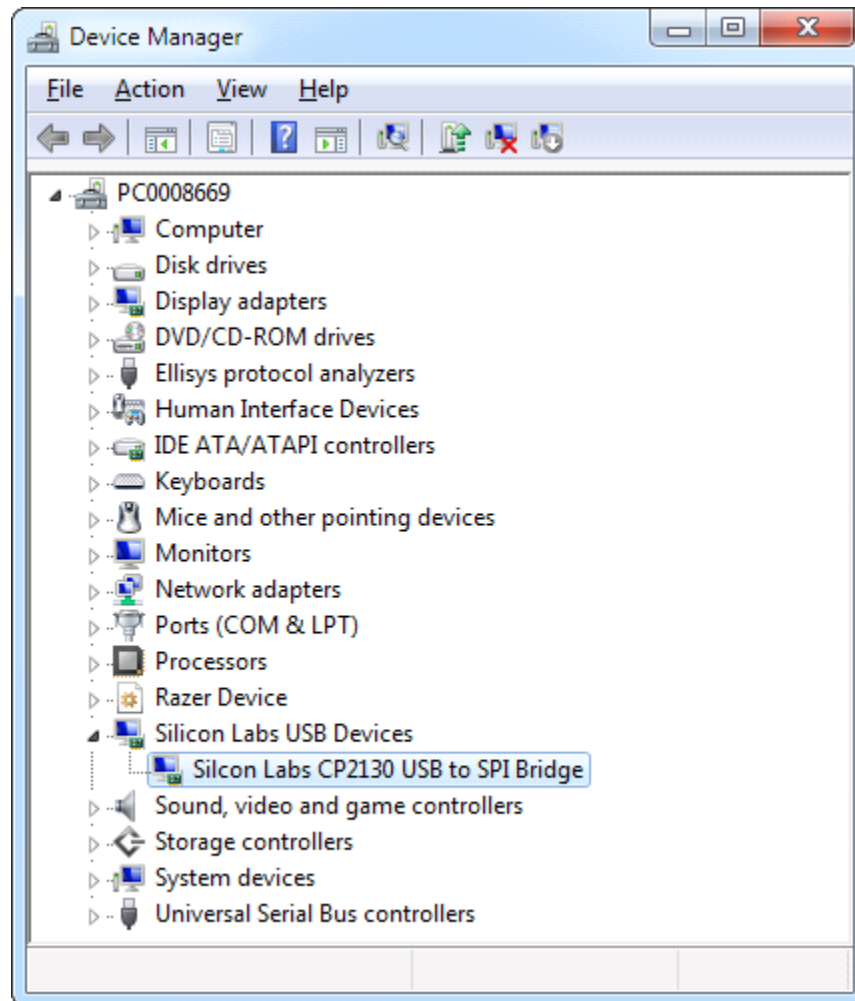 Device Manager
File Action View Help
PC0008669
Computer
Disk drives
Display adapters
DVD/CD-ROM drives
Ellisys protocol analyzers
Human Interface Devices
IDE ATA/ATAPI controllers
Keyboards
Mice and other pointing devices
Monitors
Network adapters
Ports (COM & LPT)
Processors
Razer Device
Silicon Labs USB Devices
Silcon Labs CP2130 USB to SPI Bridge
Sound, video and game controllers
Storage controllers
System devices
Universal Serial Bus controllers